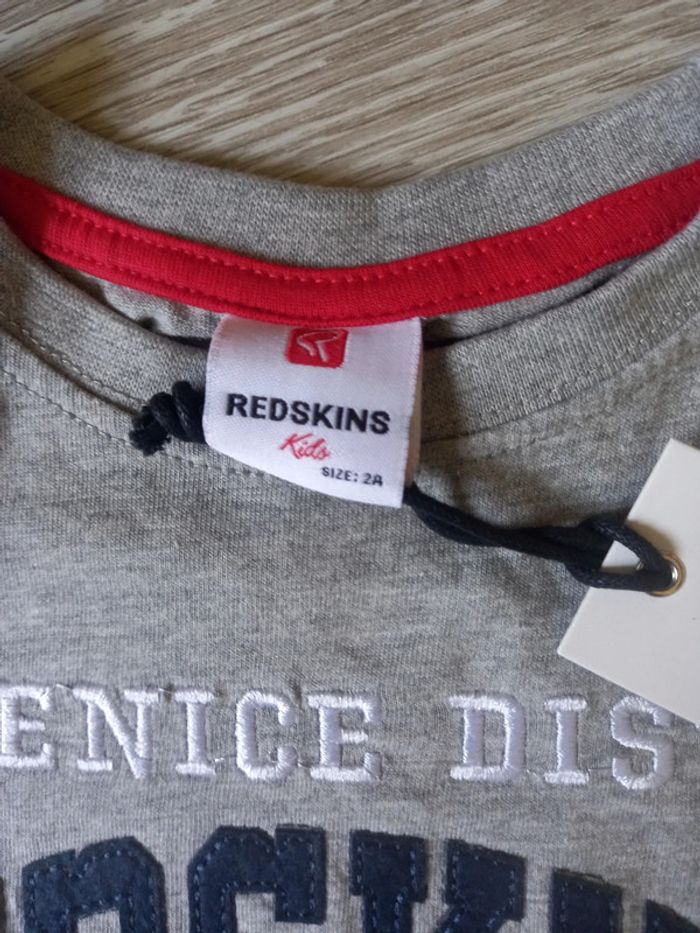 REDSKINS
Kids
SIZE: 2A
ENICE DIS